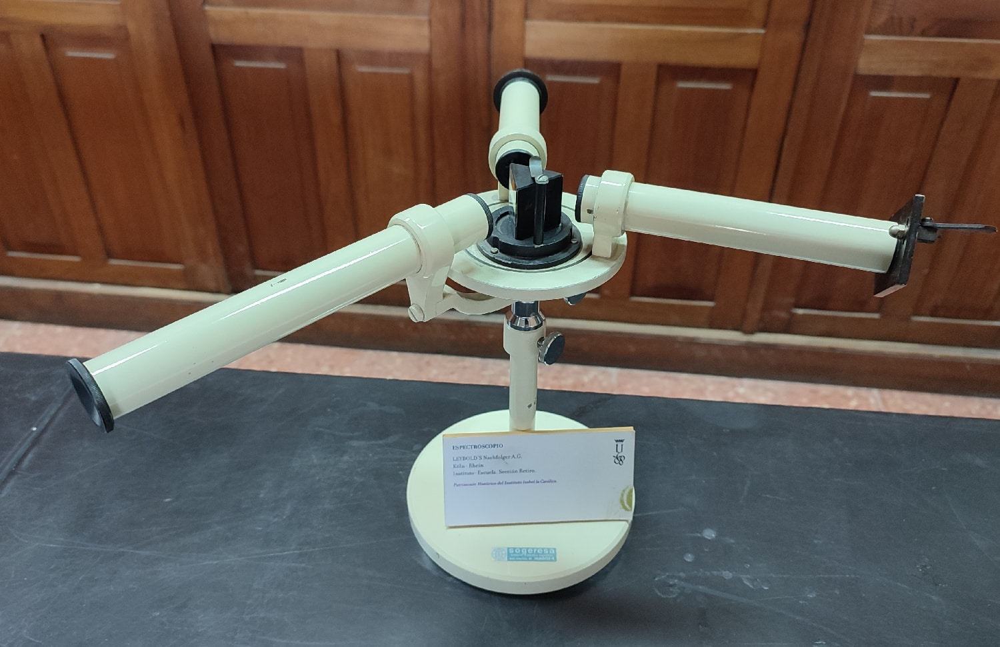 ESPECTROSCOPIO
LEYBOLD'S Nachfolger A.G.
Köln - Rhein
Instituto - Escuela. Sección Retiro.
Patrimonio Histórico del Instituto Isabel la Católica.
sogeresa